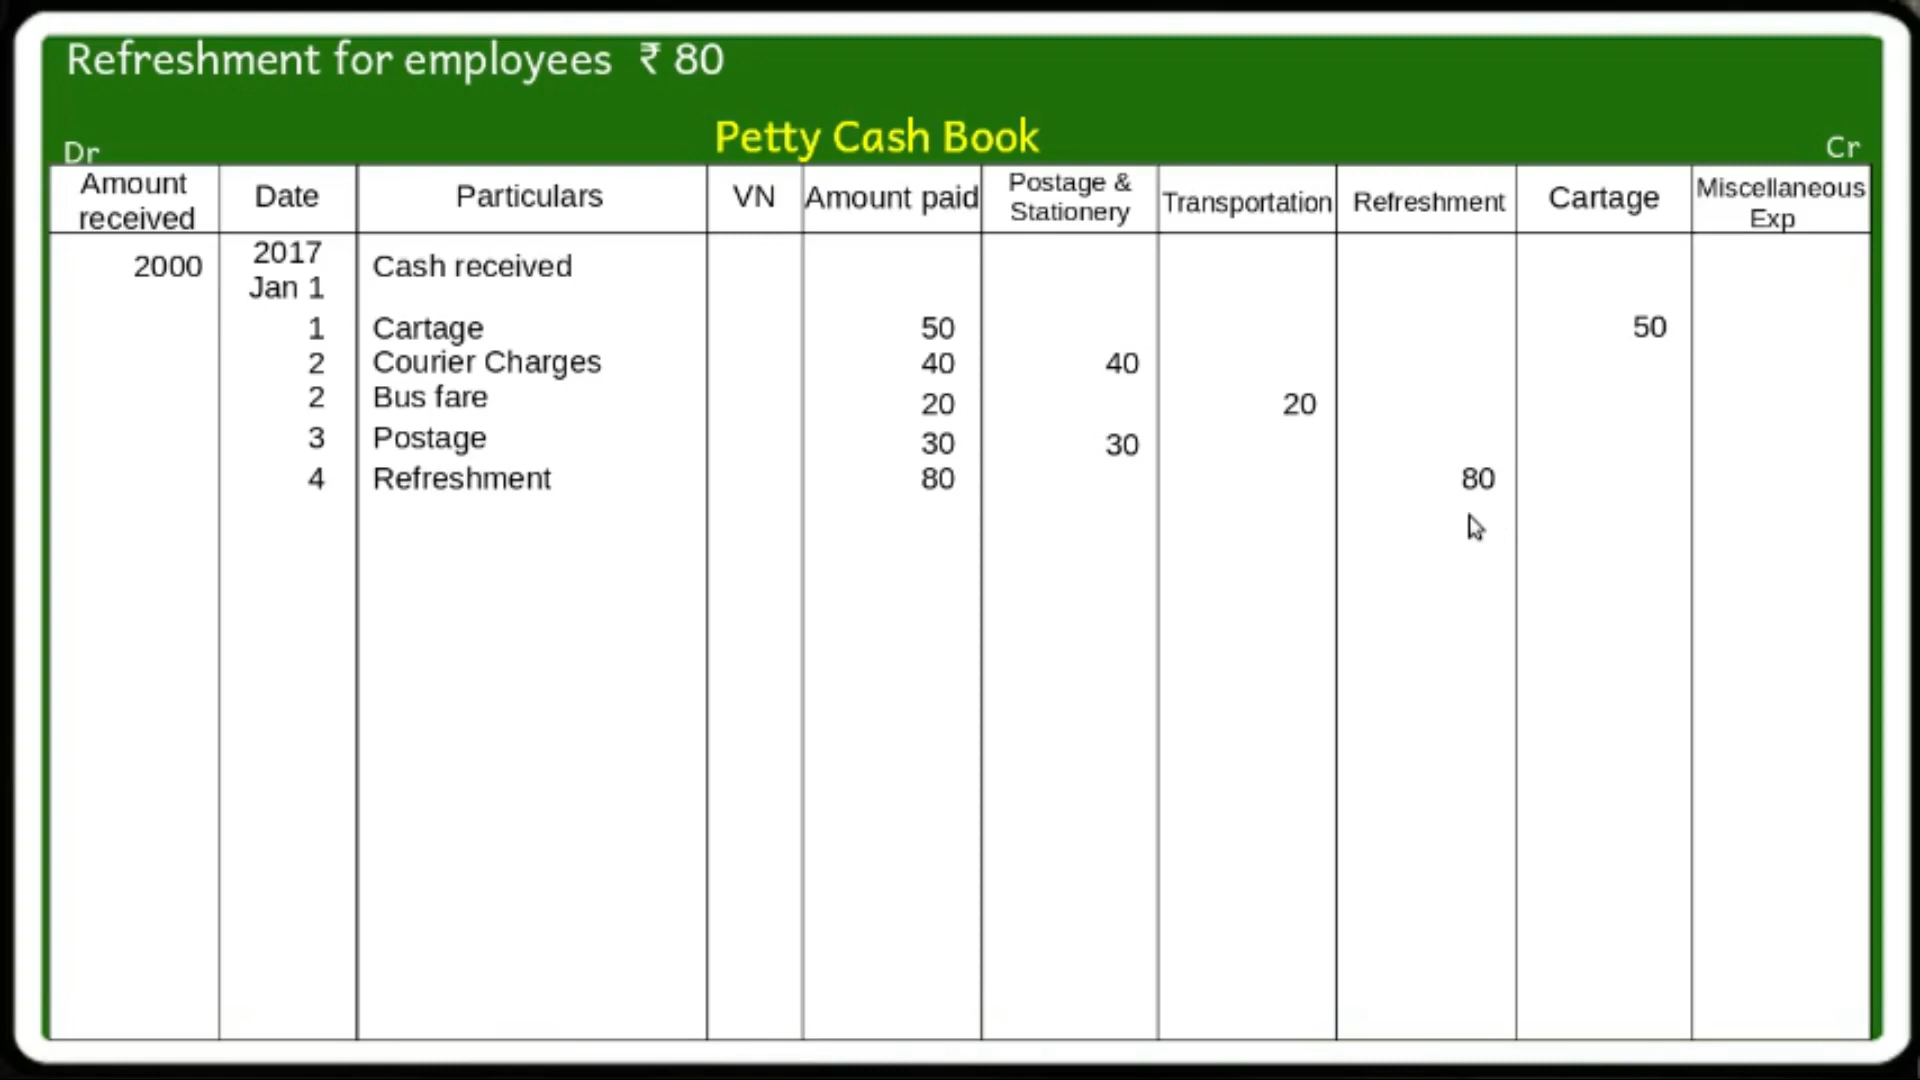 Refreshment for employees ₹ 80
Petty Cash Book
Dr
Cr
Amount received Date Particulars VN Amount paid Postage & Stationery Transportation Refreshment Cartage Miscellaneous Exp
2000 2017 Jan 1 Cash received
1 Cartage 50 50
2 Courier Charges 40 40
2 Bus fare 20 20
3 Postage 30 30
4 Refreshment 80 80